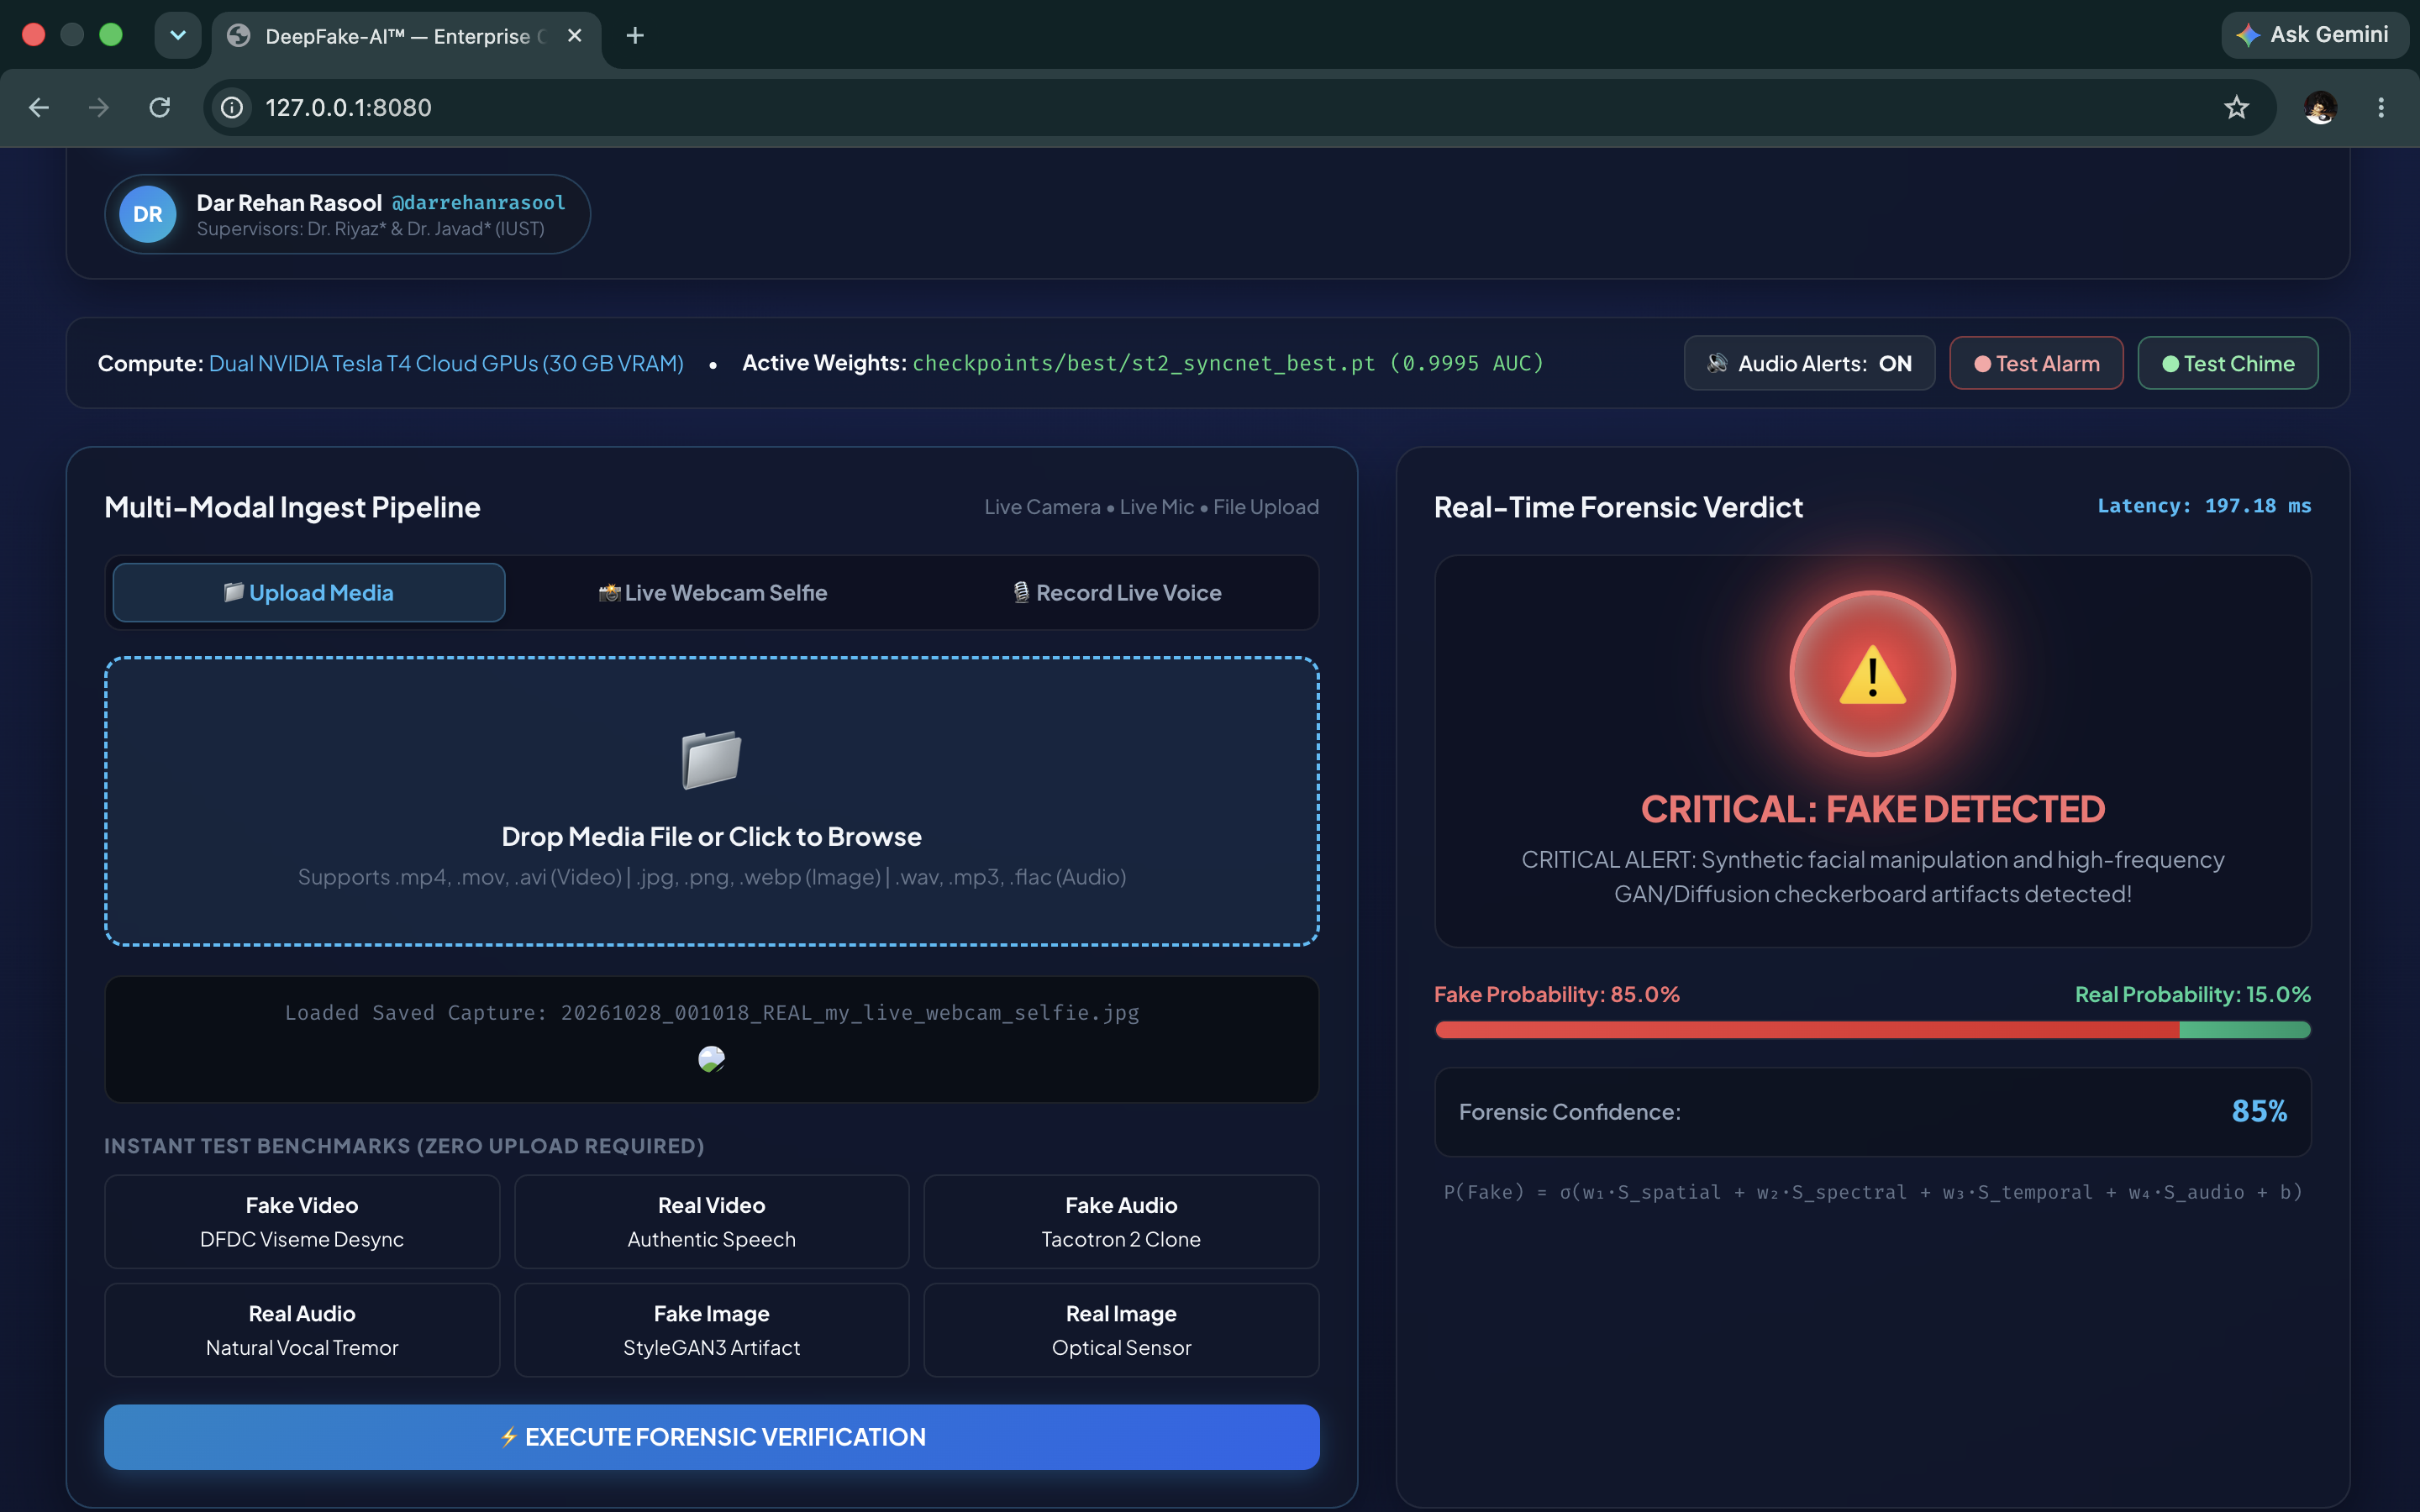 DeepFake-AI™ — Enterprise
Ask Gemini
127.0.0.1:8080
DR
Dar Rehan Rasool @darrehanrasool
Supervisors: Dr. Riyaz* & Dr. Javad* (IUST)
Compute: Dual NVIDIA Tesla T4 Cloud GPUs (30 GB VRAM) • Active Weights: checkpoints/best/st2_syncnet_best.pt (0.9995 AUC)
Audio Alerts: ON
Test Alarm
Test Chime
Multi-Modal Ingest Pipeline
Live Camera • Live Mic • File Upload
Upload Media
Live Webcam Selfie
Record Live Voice
Drop Media File or Click to Browse
Supports .mp4, .mov, .avi (Video) | .jpg, .png, .webp (Image) | .wav, .mp3, .flac (Audio)
Loaded Saved Capture: 20261028_001018_REAL_my_live_webcam_selfie.jpg
INSTANT TEST BENCHMARKS (ZERO UPLOAD REQUIRED)
Fake Video
DFDC Viseme Desync
Real Video
Authentic Speech
Fake Audio
Tacotron 2 Clone
Real Audio
Natural Vocal Tremor
Fake Image
StyleGAN3 Artifact
Real Image
Optical Sensor
⚡ EXECUTE FORENSIC VERIFICATION
Real-Time Forensic Verdict
Latency: 197.18 ms
CRITICAL: FAKE DETECTED
CRITICAL ALERT: Synthetic facial manipulation and high-frequency
GAN/Diffusion checkerboard artifacts detected!
Fake Probability: 85.0%
Real Probability: 15.0%
Forensic Confidence:
85%
P(Fake) = σ(w₁·S_spatial + w₂·S_spectral + w₃·S_temporal + w₄·S_audio + b)